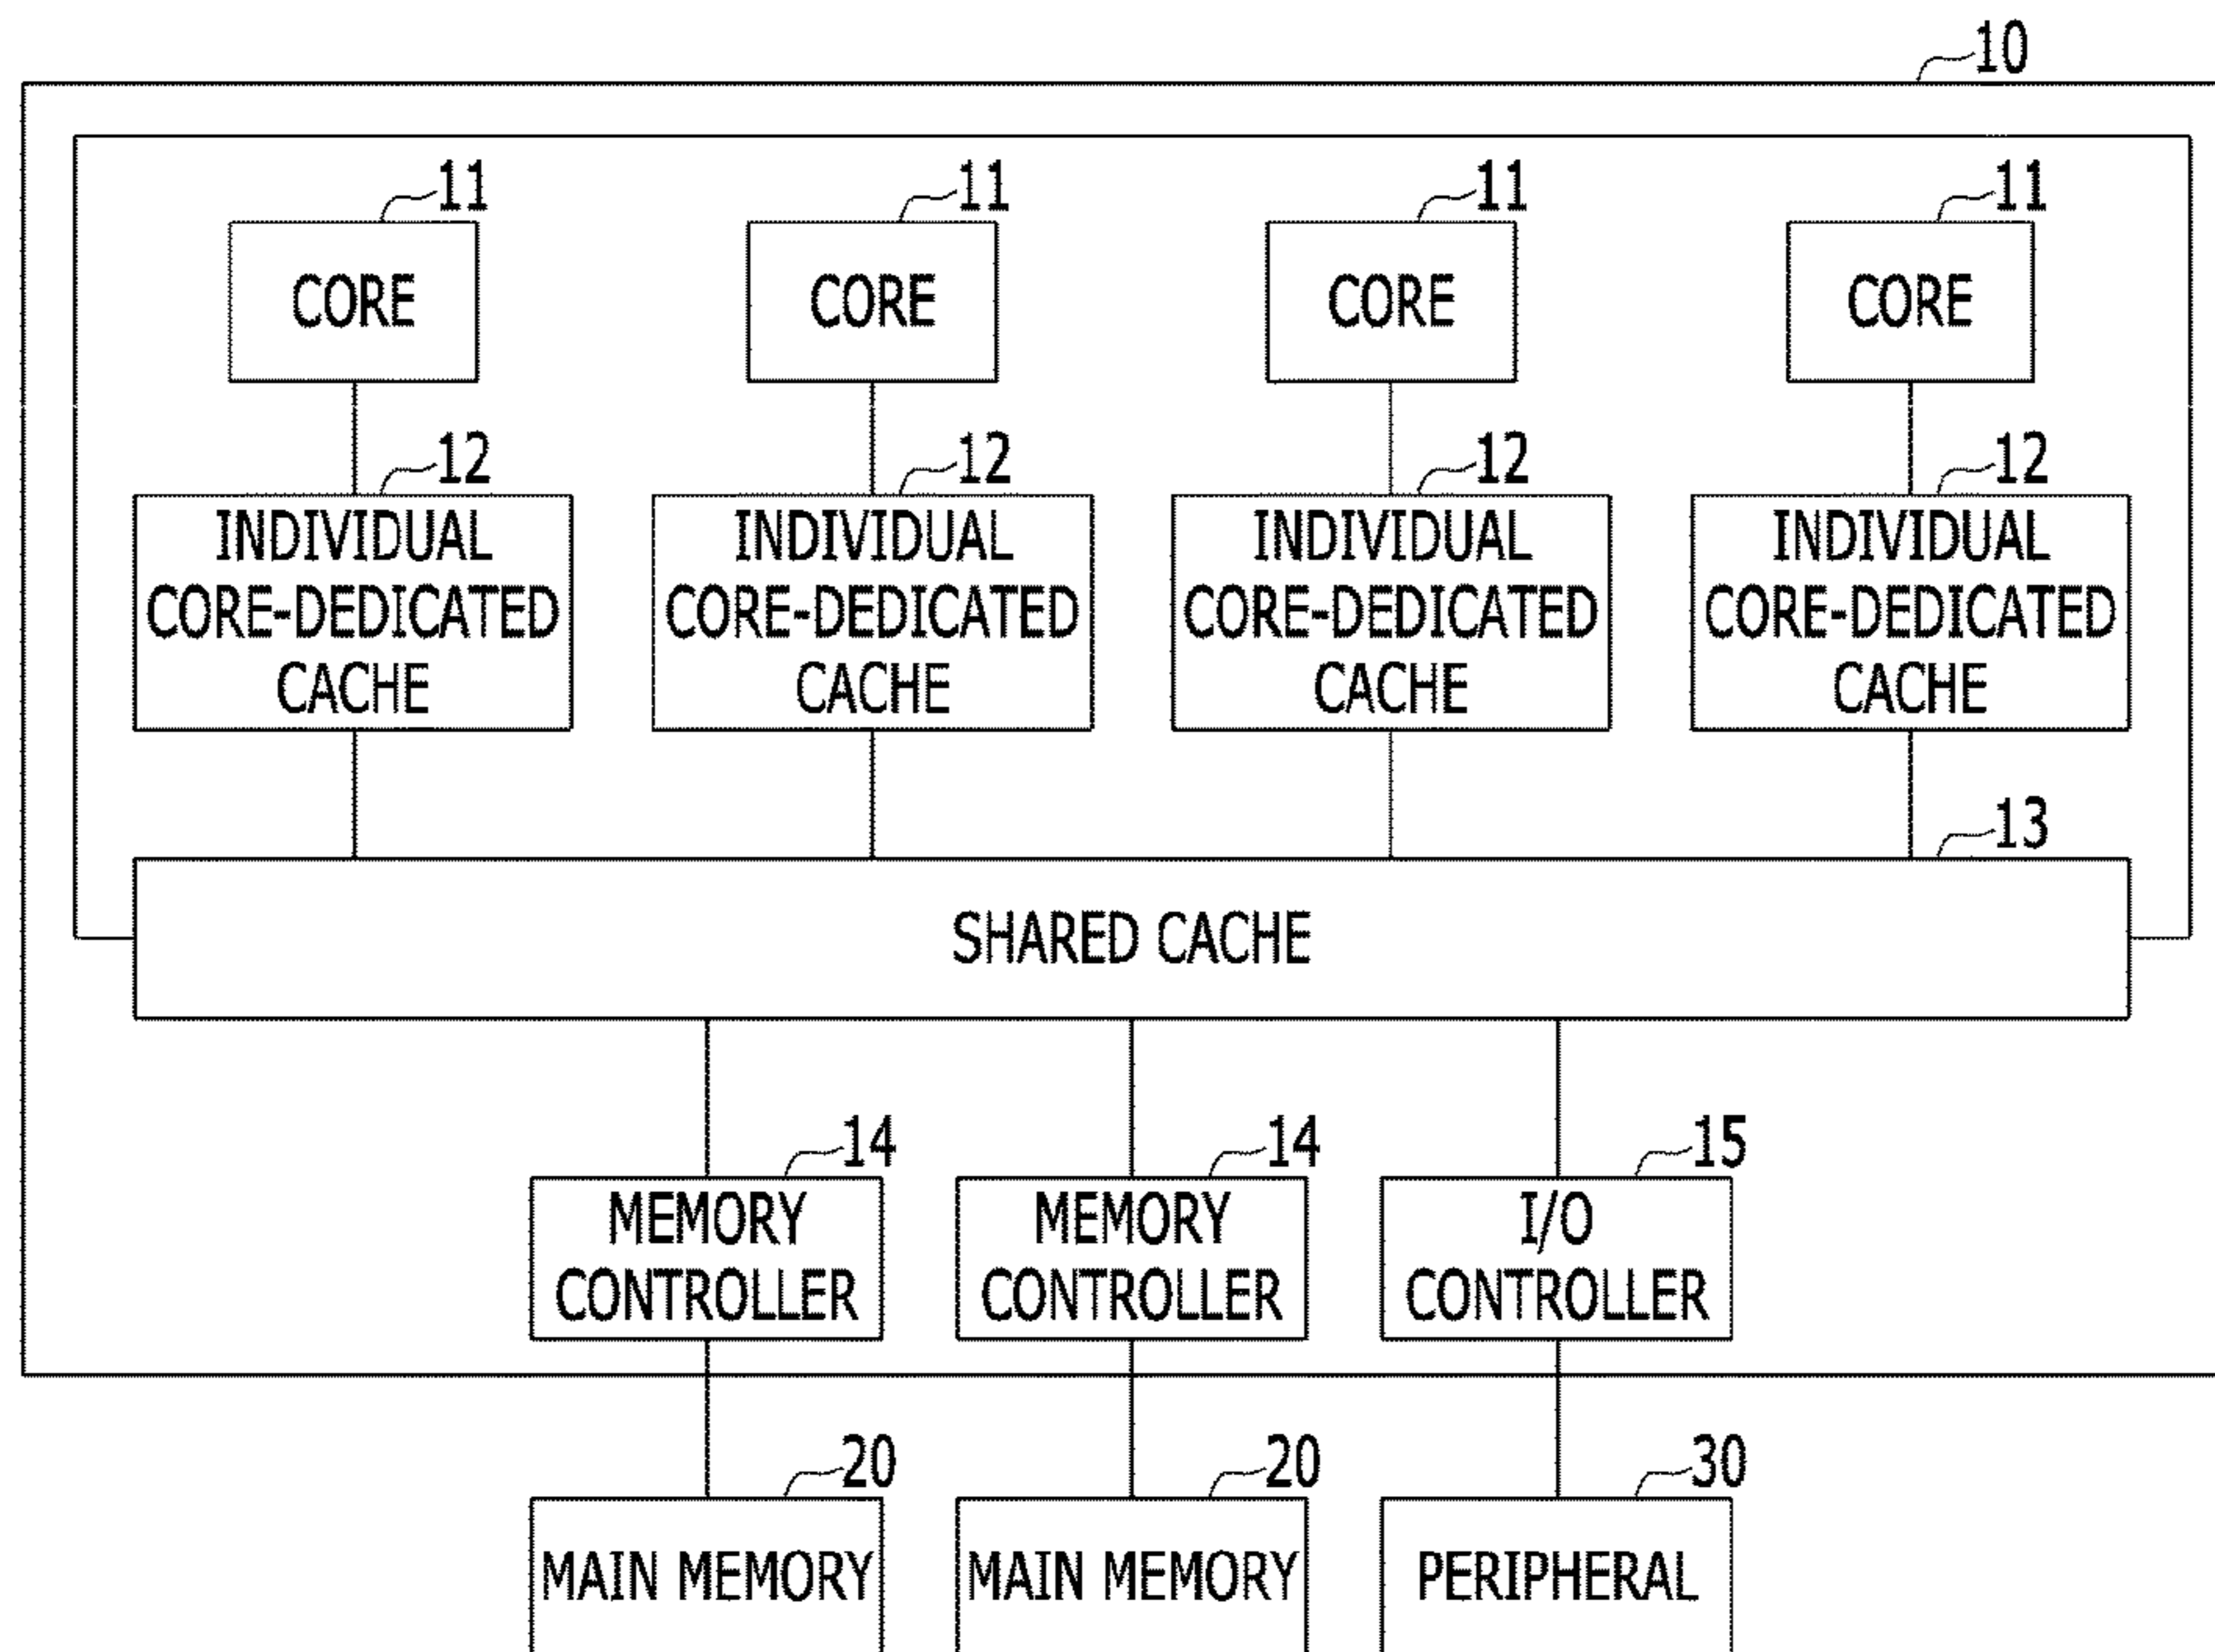 10
11 11 11 11
CORE CORE CORE CORE
12 12 12 12
INDIVIDUAL INDIVIDUAL INDIVIDUAL INDIVIDUAL
CORE-DEDICATED CORE-DEDICATED CORE-DEDICATED CORE-DEDICATED
CACHE CACHE CACHE CACHE
13
SHARED CACHE
14 14 15
MEMORY MEMORY I/O
CONTROLLER CONTROLLER CONTROLLER
20 20 30
MAIN MEMORY MAIN MEMORY PERIPHERAL